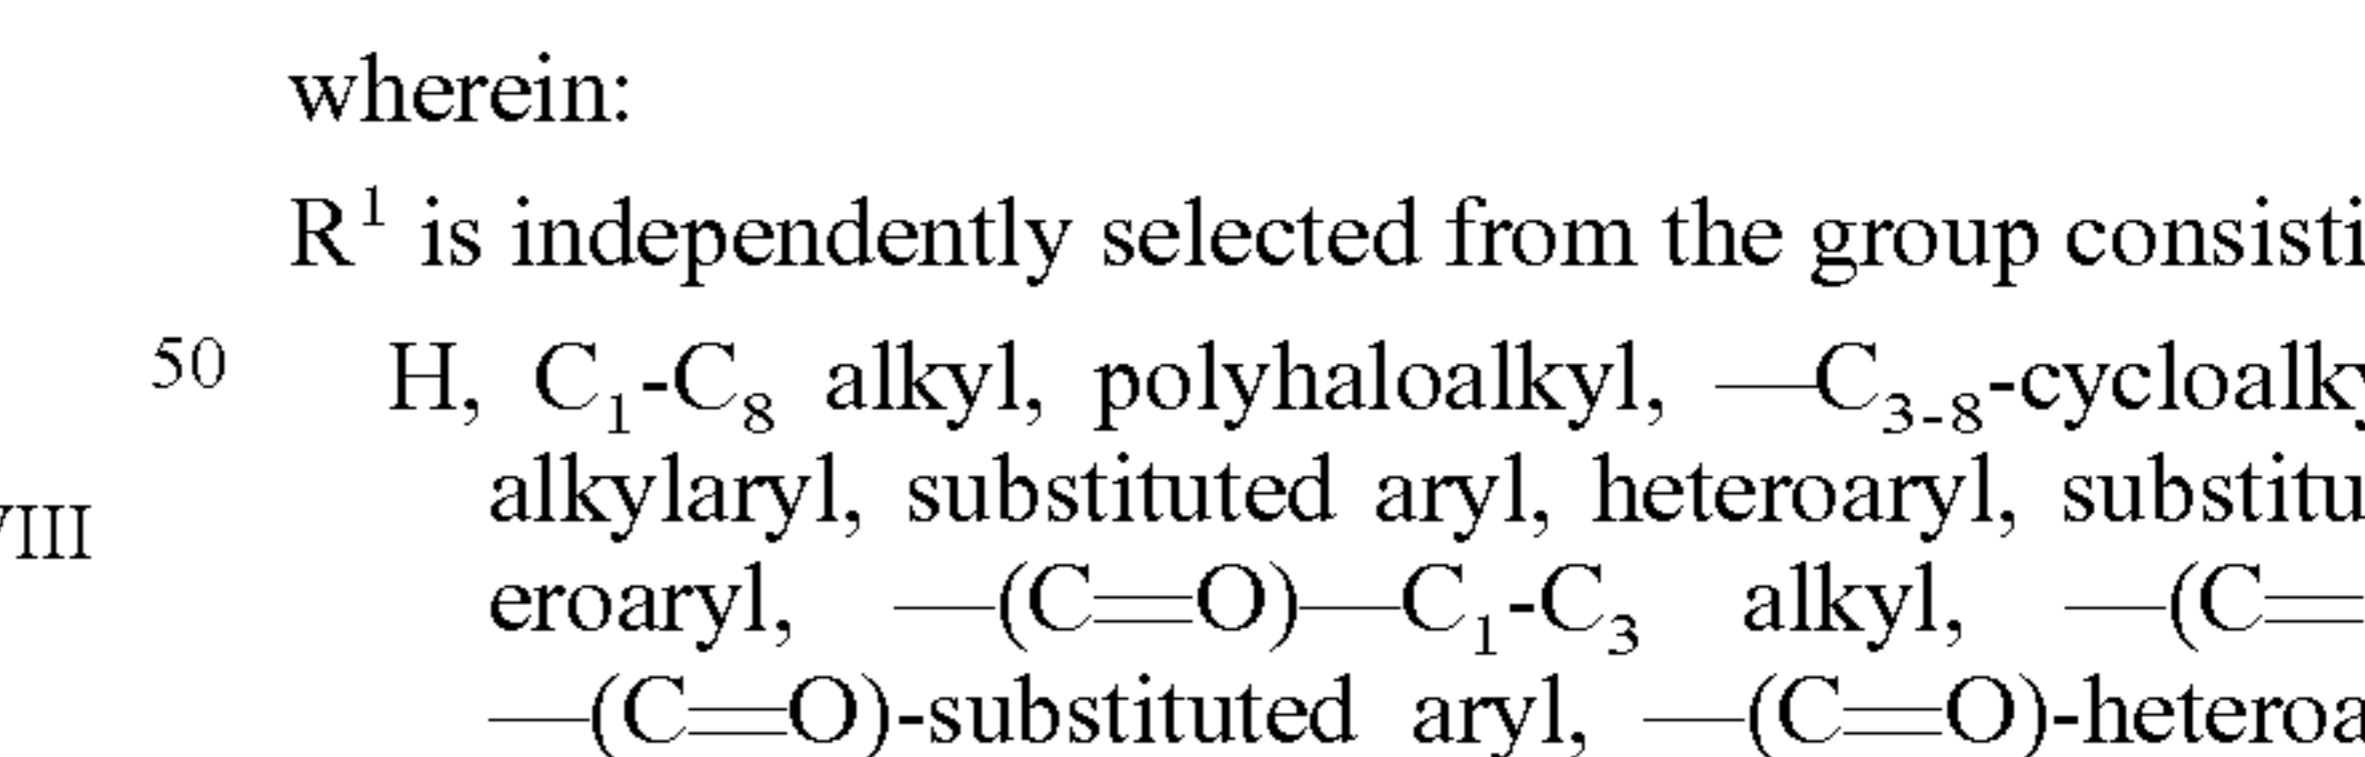 wherein:
R¹ is independently selected from the group consisti
50 H, C₁-C₈ alkyl, polyhaloalkyl, —C₃₋₈-cycloalky
alkylaryl, substituted aryl, heteroaryl, substitu
VIII
eroaryl, —(C=O)—C₁-C₃ alkyl, —(C=
—(C=O)-substituted aryl, —(C=O)-heteroa